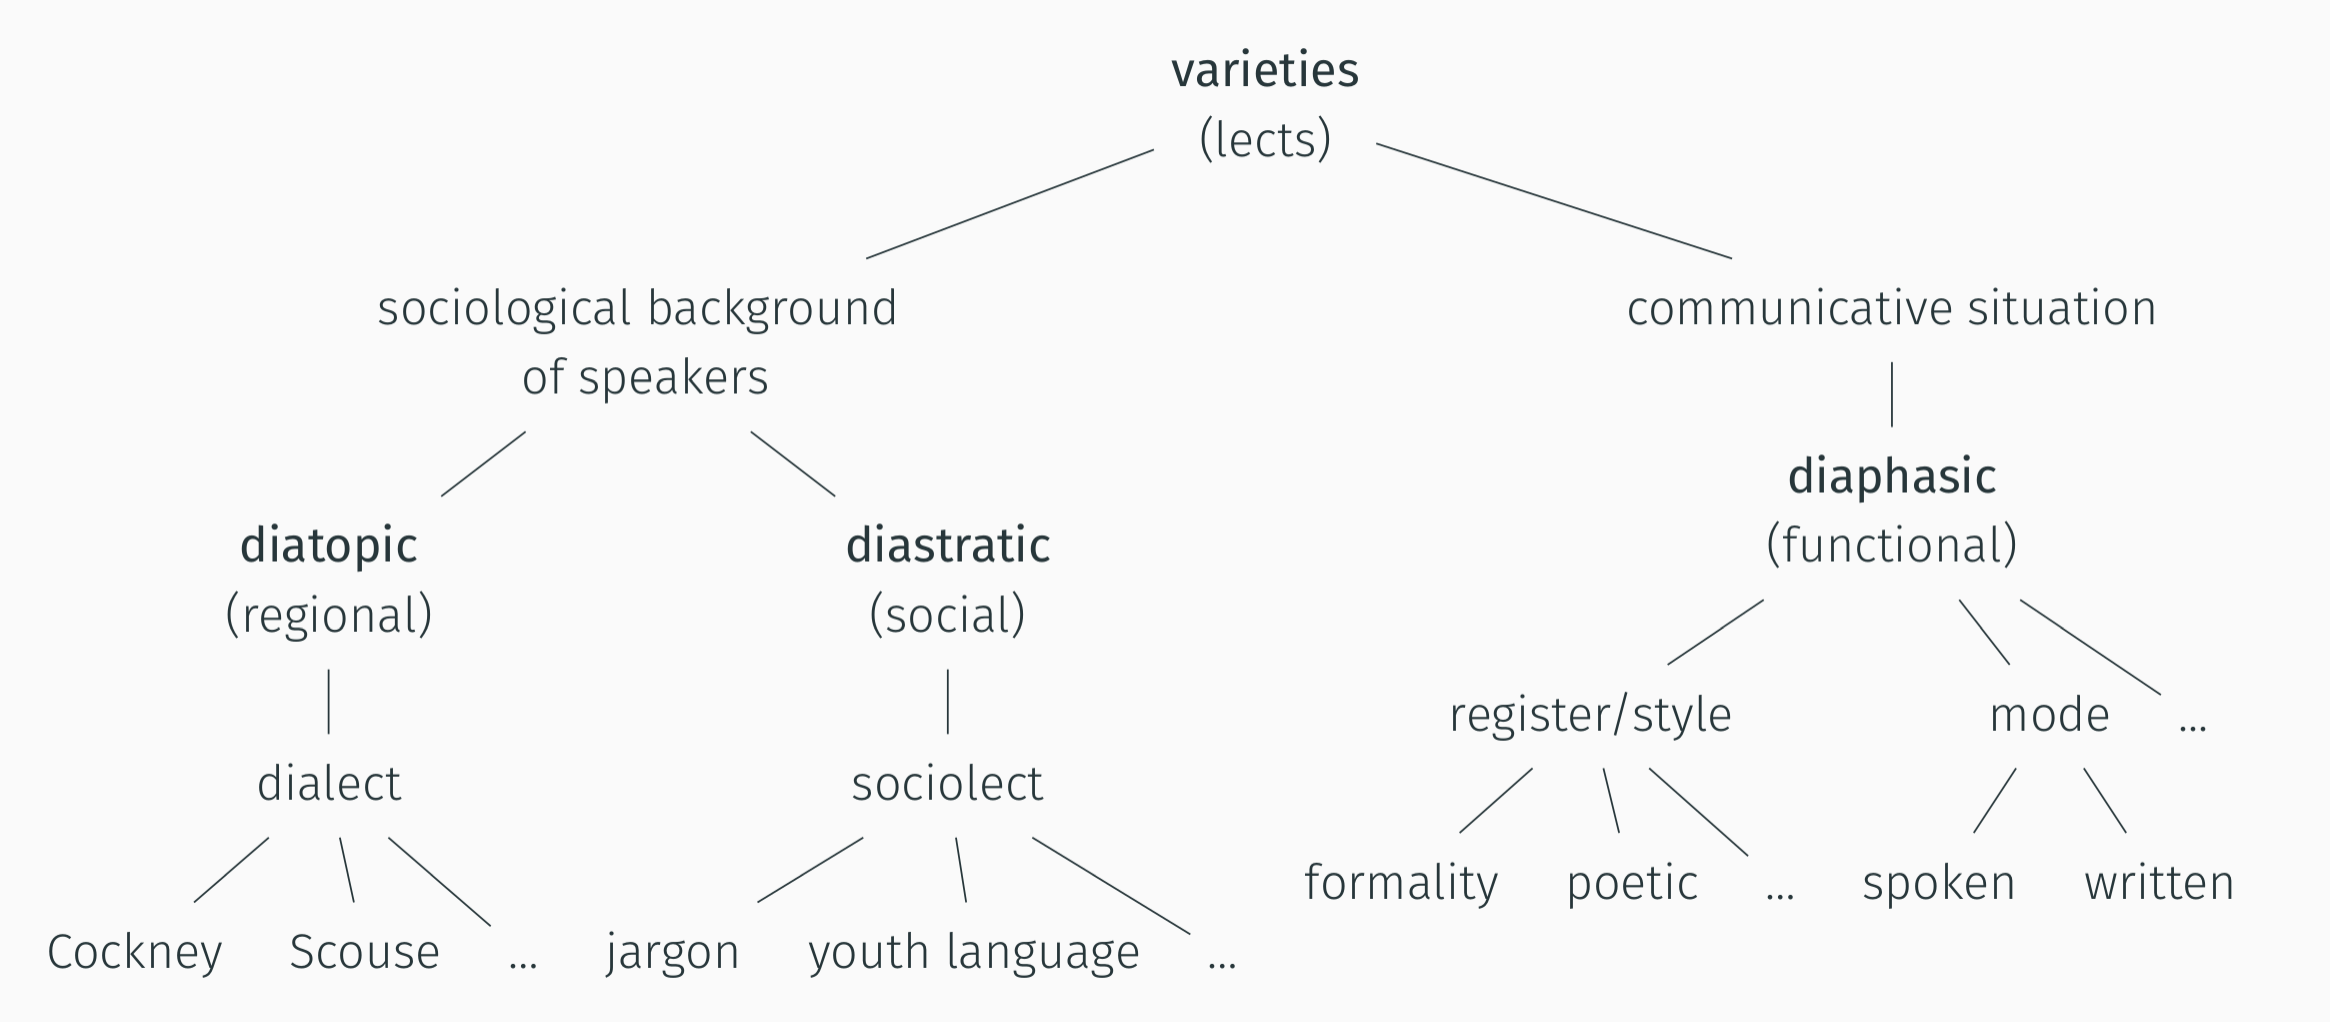 varieties
(lects)
sociological background
of speakers
communicative situation
diatopic
(regional)
diastratic
(social)
diaphasic
(functional)
dialect
sociolect
register/style
mode
...
Cockney
Scouse
...
jargon
youth language
...
formality
poetic
...
spoken
written